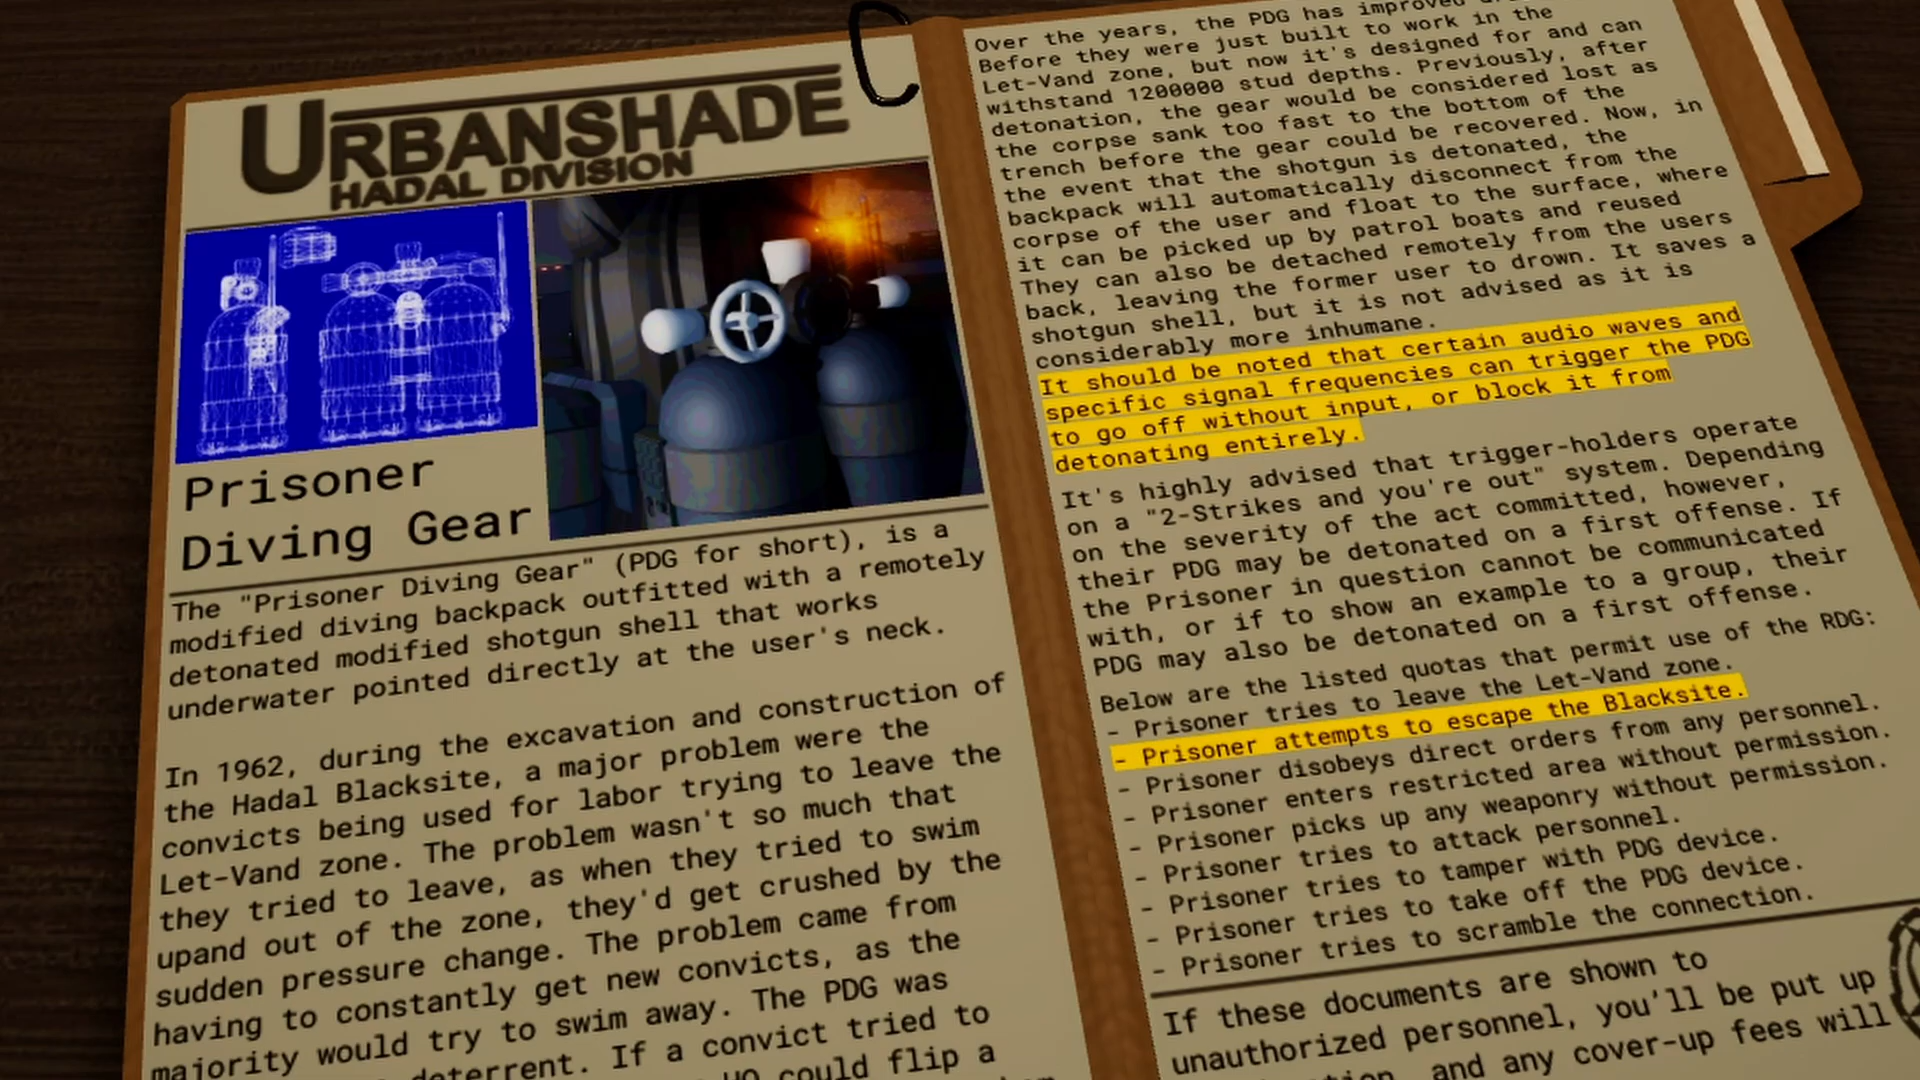 URBANSHADE
HADAL DIVISION
Prisoner
Diving Gear
The "Prisoner Diving Gear" (PDG for short), is a
modified diving backpack outfitted with a remotely
detonated modified shotgun shell that works
underwater pointed directly at the user's neck.
In 1962, during the excavation and construction of
the Hadal Blacksite, a major problem were the
convicts being used for labor trying to leave the
Let-Vand zone. The problem wasn't so much that
they tried to leave, as when they tried to swim
upand out of the zone, they'd get crushed by the
sudden pressure change. The problem came from
having to constantly get new convicts, as the
majority would try to swim away. The PDG was
deterrent. If a convict tried to
HQ could flip a
Over the years, the PDG has improved
Before they were just built to work in the
Let-Vand zone, but now it's designed for and can
withstand 1200000 stud depths. Previously, after
detonation, the gear would be considered lost as
the corpse sank too fast to the bottom of the
trench before the gear could be recovered. Now, in
the event that the shotgun is detonated, the
backpack will automatically disconnect from the
corpse of the user and float to the surface, where
it can be picked up by patrol boats and reused
They can also be detached remotely from the users
back, leaving the former user to drown. It saves a
shotgun shell, but it is not advised as it is
considerably more inhumane.
It should be noted that certain audio waves and
specific signal frequencies can trigger the PDG
to go off without input, or block it from
detonating entirely.
It's highly advised that trigger-holders operate
on a "2-Strikes and you're out" system. Depending
on the severity of the act committed, however,
their PDG may be detonated on a first offense. If
the Prisoner in question cannot be communicated
with, or if to show an example to a group, their
PDG may also be detonated on a first offense.
Below are the listed quotas that permit use of the RDG:
- Prisoner tries to leave the Let-Vand zone.
- Prisoner attempts to escape the Blacksite.
- Prisoner disobeys direct orders from any personnel.
- Prisoner enters restricted area without permission.
- Prisoner picks up any weaponry without permission.
- Prisoner tries to attack personnel.
- Prisoner tries to tamper with PDG device.
- Prisoner tries to take off the PDG device.
- Prisoner tries to scramble the connection.
If these documents are shown to
unauthorized personnel, you'll be put up
and any cover-up fees will